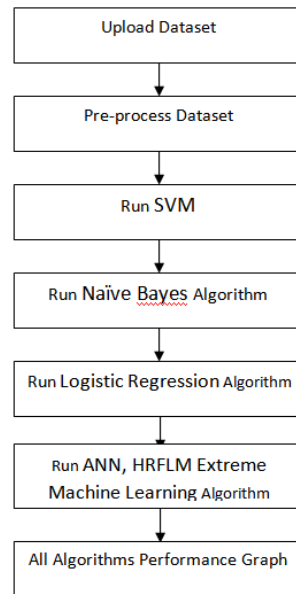 Upload Dataset
Pre-process Dataset
Run SVM
Run Naïve Bayes Algorithm
Run Logistic Regression Algorithm
Run ANN, HRFLM Extreme
Machine Learning Algorithm
All Algorithms Performance Graph